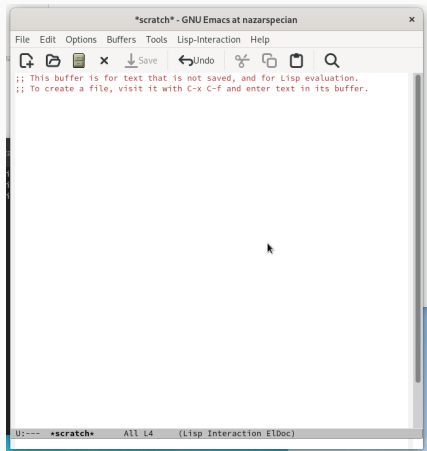 *scratch* - GNU Emacs at nazarspecian
File Edit Options Buffers Tools Lisp-Interaction Help
Save Undo
;; This buffer is for text that is not saved, and for Lisp evaluation.
;; To create a file, visit it with C-x C-f and enter text in its buffer.
U:--- *scratch* All L4 (Lisp Interaction ElDoc)